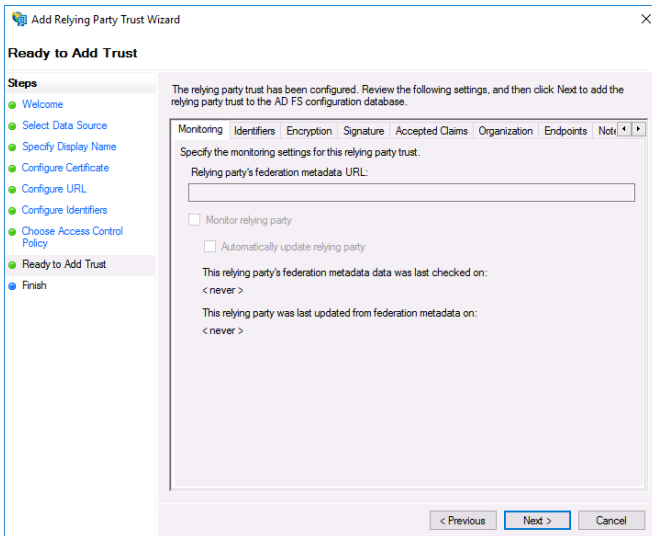 Add Relying Party Trust Wizard
Ready to Add Trust
Steps
Welcome
Select Data Source
Specify Display Name
Configure Certificate
Configure URL
Configure Identifiers
Choose Access Control
Policy
Ready to Add Trust
Finish
The relying party trust has been configured. Review the following settings, and then click Next to add the
relying party trust to the AD FS configuration database.
Monitoring Identifiers Encryption Signature Accepted Claims Organization Endpoints Note
Specify the monitoring settings for this relying party trust.
Relying party's federation metadata URL:
Monitor relying party
Automatically update relying party
This relying party's federation metadata data was last checked on:
< never >
This relying party was last updated from federation metadata on:
< never >
< Previous Next > Cancel